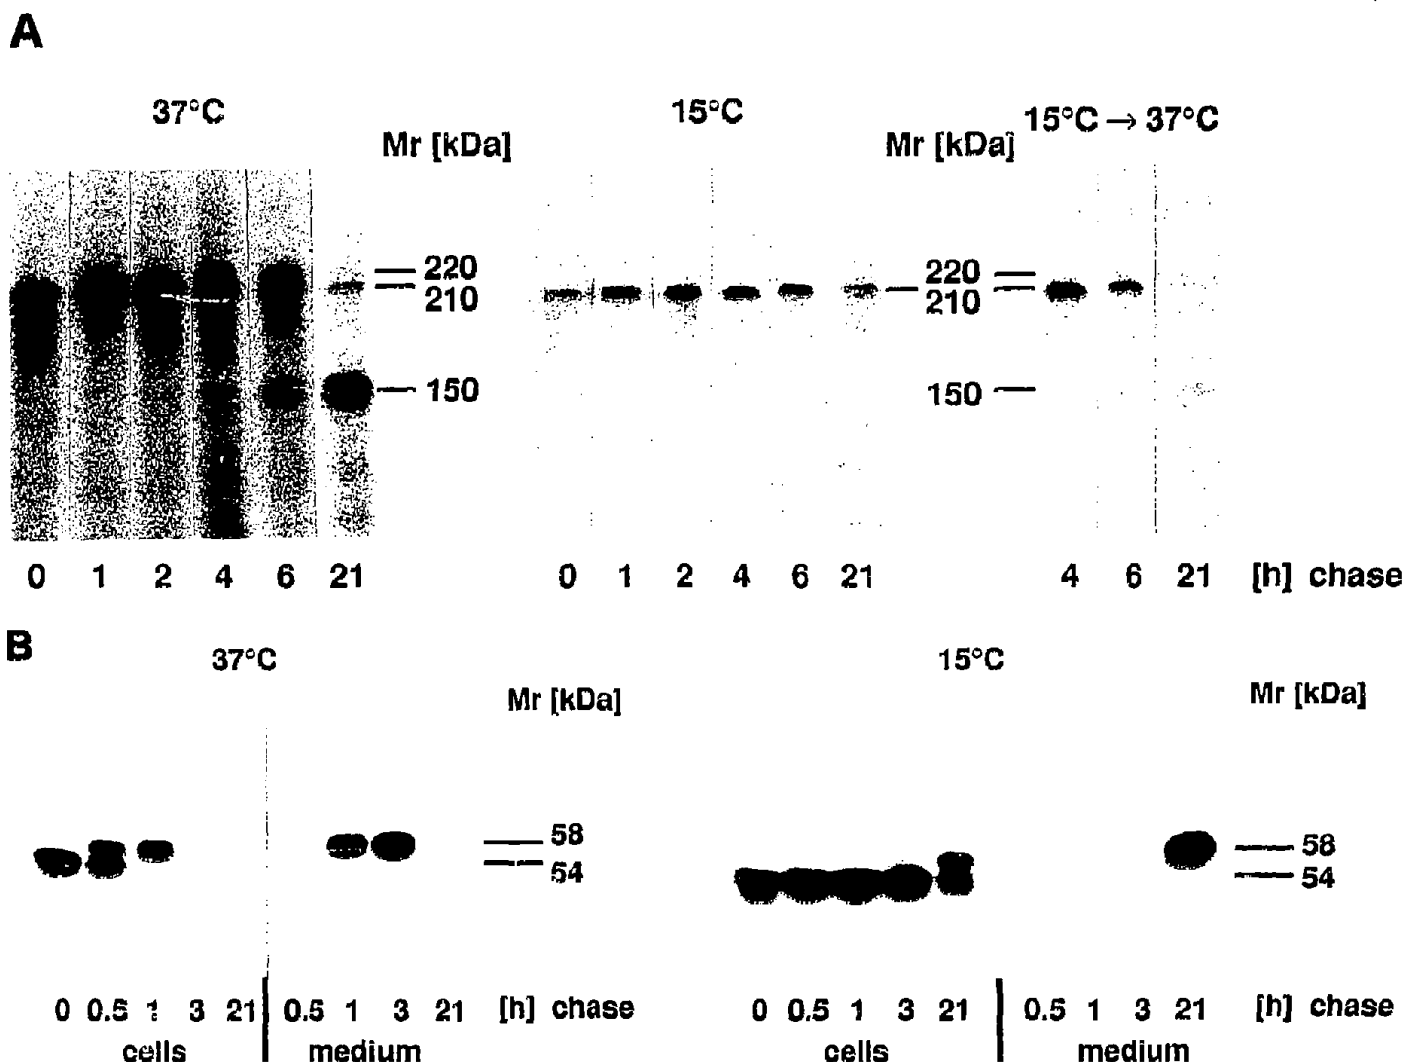 A
37°C
15°C
15°C → 37°C
Mr [kDa]
Mr [kDa]
220
210
150
220
210
150
0 1 2 4 6 21
0 1 2 4 6 21
4 6 21 [h] chase
B
37°C
15°C
Mr [kDa]
Mr [kDa]
58
54
58
54
0 0.5 1 3 21 0.5 1 3 21 [h] chase
0 0.5 1 3 21 0.5 1 3 21 [h] chase
cells medium
cells medium